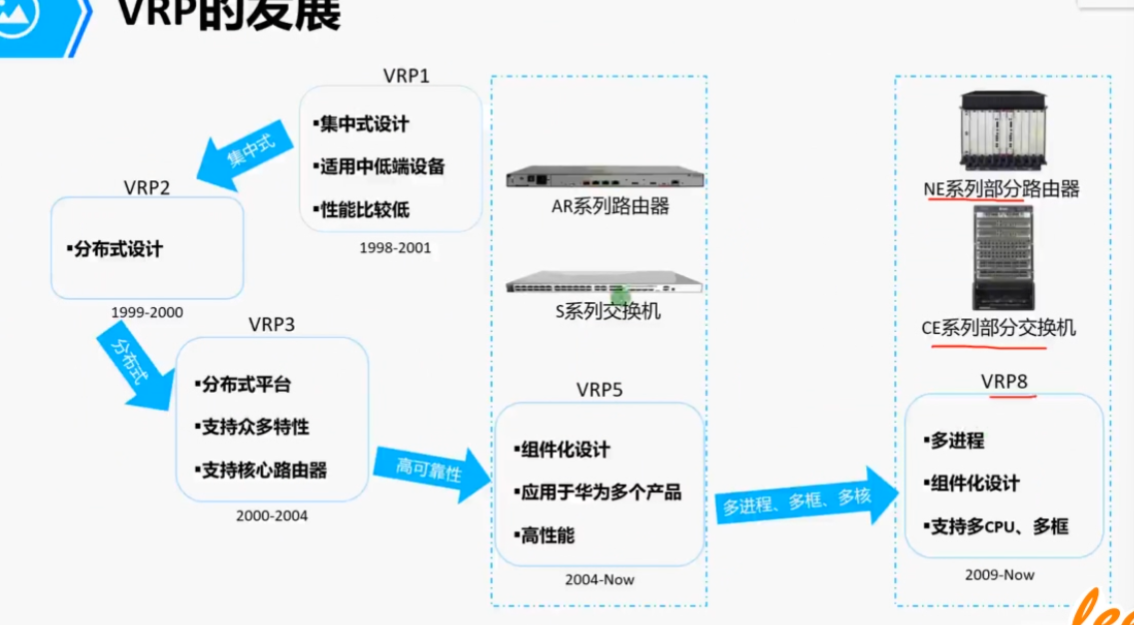 VRP的发展
VRP1
▪集中式设计
▪适用中低端设备
▪性能比较低
1998-2001
集中式
VRP2
▪分布式设计
1999-2000
分布式
VRP3
▪分布式平台
▪支持众多特性
▪支持核心路由器
2000-2004
高可靠性
AR系列路由器
S系列交换机
VRP5
▪组件化设计
▪应用于华为多个产品
▪高性能
2004-Now
多进程、多框、多核
NE系列部分路由器
CE系列部分交换机
VRP8
▪多进程
▪组件化设计
▪支持多CPU、多框
2009-Now